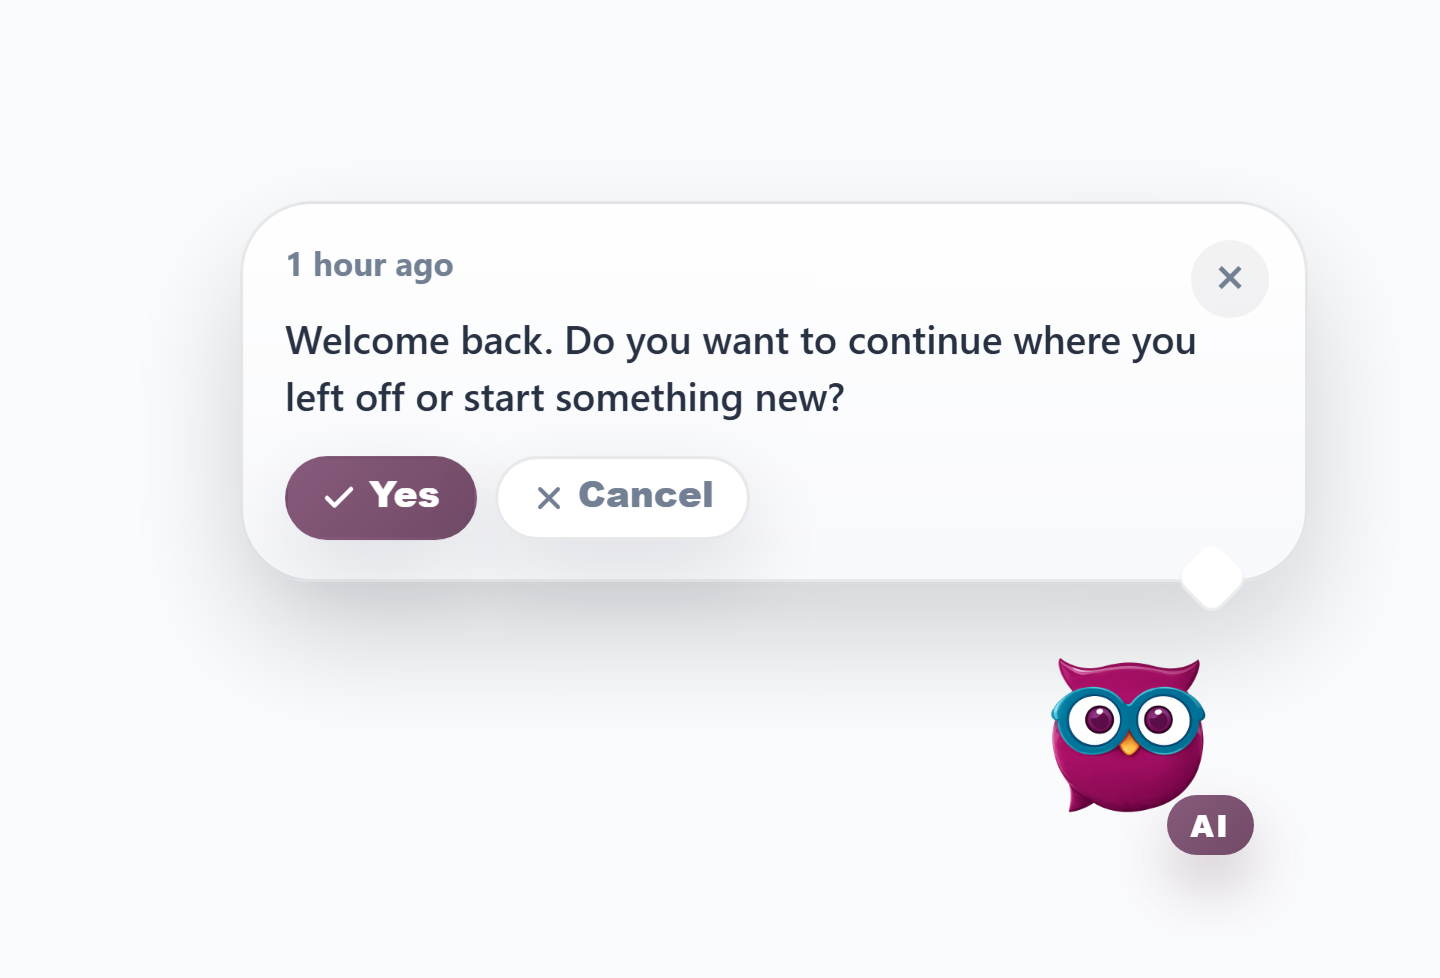 1 hour ago
Welcome back. Do you want to continue where you
left off or start something new?
Yes
Cancel
AI